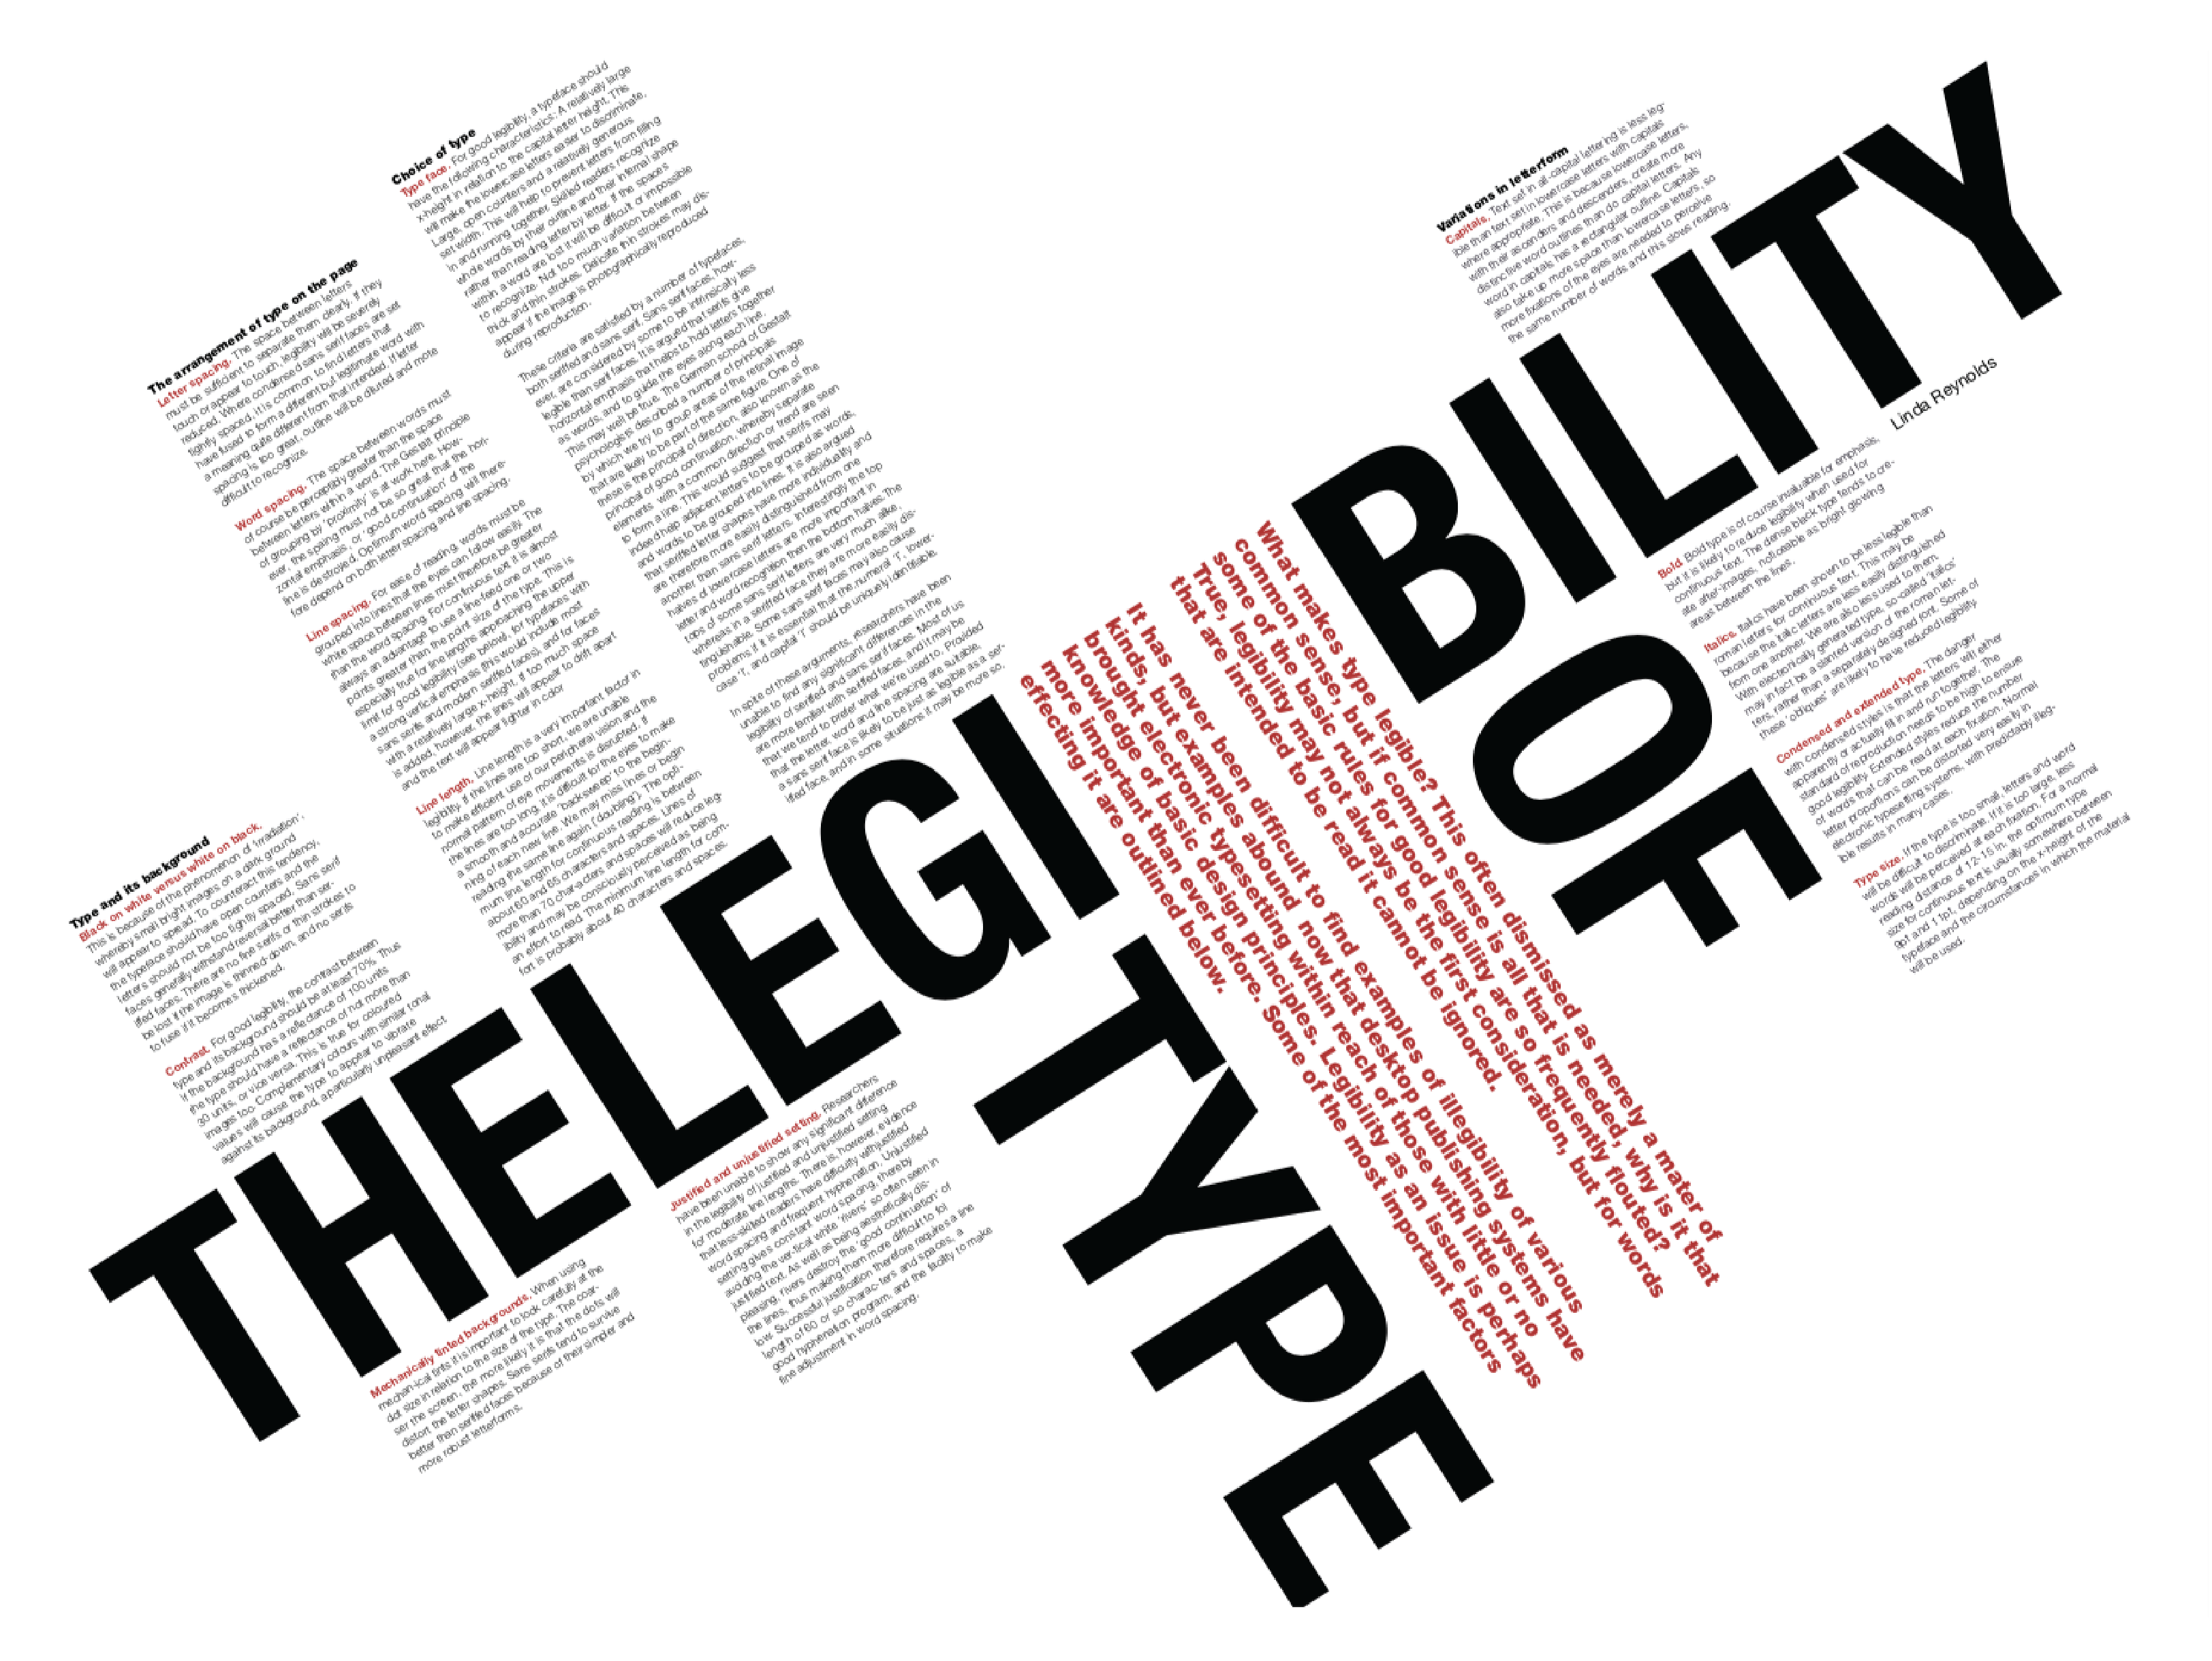 THE LEGI
BILITY
OF
TYPE
Linda Reynolds
What makes type legible? This often dismissed as merely a mater of
common sense, but if common sense is all that is needed, why is it that
some of the basic rules for good legibility are so frequently flouted?
True, legibility may not always be the first consideration, but for words
that are intended to be read it cannot be ignored.
It has never been difficult to find examples of illegibility of various
kinds, but examples abound now that desktop publishing systems have
brought electronic typesetting within reach of those with little or no
knowledge of basic design principles. Legibility as an issue is perhaps
more important than ever before. Some of the most important factors
effecting it are outlined below.
Choice of type
Type face. For good legibility, a typeface should
have the following characteristics: A relatively large
x-height in relation to the capital letter height. This
will make the lowercase letters easier to discriminate.
Large, open counters and a relatively generous
set width. This will help to prevent letters from filling
in and running together. Skilled readers recognize
whole words by their outline and their internal shape
rather than reading letter by letter. If the spaces
within a word are lost it will be difficult or impossible
to recognize. Not too much variation between
thick and thin strokes. Delicate thin strokes may dis-
appear if the image is photographically reproduced
during reproduction.
These criteria are satisfied by a number of typefaces,
both seriffed and sans serif. Sans serif faces, how-
ever, are considered by some to be intrinsically less
legible than serif faces. It is argued that serifs give
horizontal emphasis that helps to hold letters together
as words, and to guide the eyes along each line.
This may well be true. The German school of Gestalt
psychologists described a number of principals
by which we try to group areas of the retinal image
that are likely to be part of the same figure. One of
these is the principal of direction, also known as the
principal of good continuation, whereby separate
elements with a common direction or trend are seen
to form a line. This would suggest that serifs may
indeed help adjacent letters to be grouped as words,
and words to be grouped into lines. It is also argued
that seriffed letter shapes have more individuality and
are therefore more easily distinguished from one
another than sans serif letters. Interestingly the top
halves of lowercase letters are more important in
letter and word recognition then the bottom halves. The
tops of some sans serif letters are very much alike,
whereas in a seriffed face they are more easily dis-
tinguishable. Some sans serif faces may also cause
problems if it is essential that the numeral '1', lower-
case 'l', and capital 'I' should be uniquely identifiable.
In spite of these arguments, researchers have been
unable to find any significant differences in the
legibility of seriffed and sans serif faces. Most of us
are more familiar with seriffed faces, and it may be
that we tend to prefer what we're used to. Provided
that the letter, word and line spacing are suitable,
a sans serif face is likely to be just as legible as a ser-
iffed face, and in some situations it may be more so.
The arrangement of type on the page
Letter spacing. The space between letters
must be sufficient to separate them clearly. If they
touch or appear to touch, legibility will be severely
reduced. Where condensed sans serif faces are set
tightly spaced, it is common to find letters that
have fused to form a different but legitimate word with
a meaning quite different from that intended. If letter
spacing is too great, outline will be diluted and more
difficult to recognize.
Word spacing. The space between words must
of course be perceptibly greater than the space
between letters within a word. The Gestalt principle
of grouping by 'proximity' is at work here. How-
ever, the spaing must not be so great that the hori-
zontal emphasis, or 'good continuation' of the
line is destroyed. Optimum word spacing will there-
fore depend on both letter spacing and line spacing.
Line spacing. For ease of reading, words must be
grouped into lines that the eyes can follow easily. The
white space between lines must therefore be greater
than the word spacing. For continuous text, it is almost
always an advantage to use a line-feed one or two
points greater than the point size of the type. This is
especially true for line lengths approaching the upper
limit for good legibility (see below), for typefaces with
a strong vertical emphasis (this would include most
sans serifs and modern seriffed faces), and for faces
with a relatively large x-height. If too much space
is added, however, the lines will appear to drift apart
and the text will appear lighter in color
Line length. Line length is a very important factor in
legibility. If the lines are too short, we are unable
to make efficient use of our peripheral vision and the
normal pattern of eye movements is disrupted. If
the lines are too long, it is difficult for the eyes to make
a smooth and accurate 'backsweep' to the begin-
ning of each new line. We may miss lines or begin
reading the same line again ('doubling'). The opti-
mum line length for continuous reading is between
about 60 and 65 characters and spaces. Lines of
more than 70 characters and spaces will reduce leg-
ibility and may be consciously perceived as being
an effort to read. The minimum line length for com-
fort is probably about 40 characters and spaces.
Justified and unjustified setting. Researchers
have been unable to show any significant difference
in the legibility of justified and unjustified setting
for moderate line lengths. There is, however, evidence
that less-skilled readers have difficulty with justified
word spacing and frequent hyphenation. Unjustified
setting gives constant word spacing, thereby
avoiding the vertical white 'rivers' so often seen in
justified text. As well as being aesthetically dis-
pleasing, rivers destroy the 'good continuation' of
the lines, thus making them more difficult to fol
low. Successful justification therefore requires a line
length of 60 or so charac-ters and spaces, a
good hyphenation program, and the facility to make
fine adjustment in word spacing.
Type and its background
Black on white versus white on black.
This is because of the phenomenon of 'irradiation',
whereby small bright images on a dark ground
will appear to spread. To counteract this tendency,
the typeface should have open counters and the
letters should not be too tightly spaced. Sans serif
faces generally withstand reversal better than ser-
iffed faces. There are no fine serifs or thin strokes to
be lost if the image is thinned down, and no serifs
to fuse if it becomes thickened.
Contrast. For good legibility, the contrast between
type and its background should be at least 70%. Thus
if the background has a reflectance of 100 units
the type should have a reflectance of not more than
30 units, or vice versa. This is true for coloured
images too. Complementary colours with similar tonal
values will cause the type to appear to vibrate
against its background, a particularly unpleasant effect
Mechanically tinted backgrounds. When using
mechan-ical tints it is important to look carefully at the
dot size in relation to the size of the type. The coar-
ser the screen, the more likely it is that the dots will
distort the letter shapes. Sans serifs tend to survive
better than seriffed faces because of their simpler and
more robust letterforms.
Variations in letterform
Capitals. Text set in all-capital lettering is less leg-
ible than text set in lowercase letters with capitals
where appropriate. This is because lowercase letters,
with their ascenders and descenders, create more
distinctive word outlines than do capital letters. Any
word in capitals has a rectangular outline. Capitals
also take up more space than lowercase letters, so
more fixations of the eyes are needed to perceive
the same number of words and this slows reading.
Bold. Bold type is of course invaluable for emphasis,
but it is likely to reduce legibility when used for
continuous text. The dense black type tends to cre-
ate after-images, noticeable as bright glowing
areas between the lines.
Italics. Italics have been shown to be less legible than
roman letters for continuous text. This may be
because the italic letters are less easily distinguished
from one another. We are also less used to them.
With electronically generated type, so-called 'italics'
may in fact be a slanted version of the roman let-
ters, rather than a separately designed font. Some of
these 'obliques' are likely to have reduced legibility.
Condensed and extended type. The danger
with condensed styles is that the letters will either
apparently or actually fill in and run together. The
standard of reproduction needs to be high to ensure
good legibility. Extended styles reduce the number
of words that can be read at each fixation. Normal
letter proportions can be distorted very easily in
electronic typesetting systems, with predictably illeg-
ible results in many cases.
Type size. If the type is too small, letters and word
will be difficult to discriminate. If it is too large, less
words will be perceived at each fixation. For a normal
reading distance of 12-15 in. the optimum type
size for continuous text is usually somewhere between
9pt and 11pt, depending on the x-height of the
typeface and the circumstances in which the material
will be used.